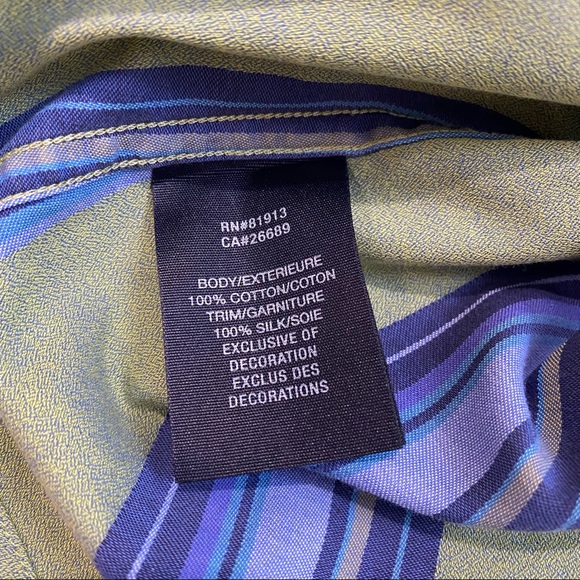 RN#81913
CA#26689
BODY/EXTERIEURE
100% COTTON/COTON
TRIM/GARNITURE
100% SILK/SOIE
EXCLUSIVE OF
DECORATION
EXCLUS DES
DECORATIONS